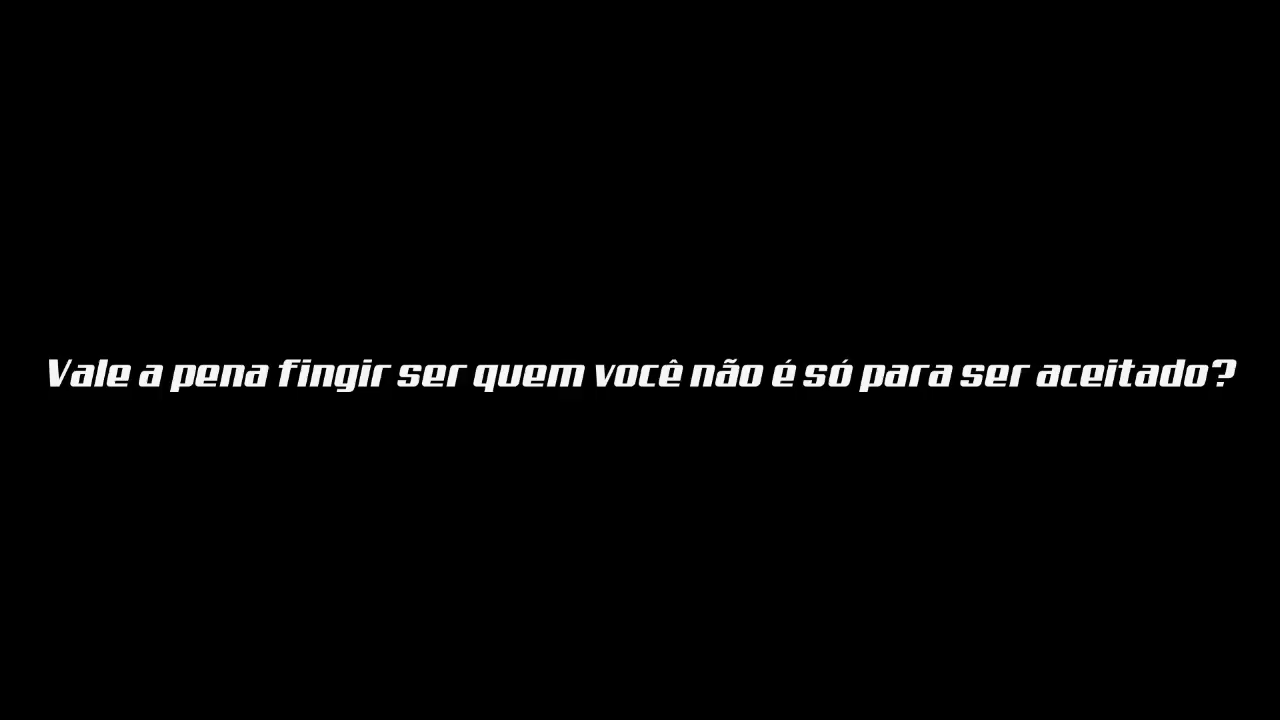 Vale a pena fingir ser quem você não é só para ser aceitado?